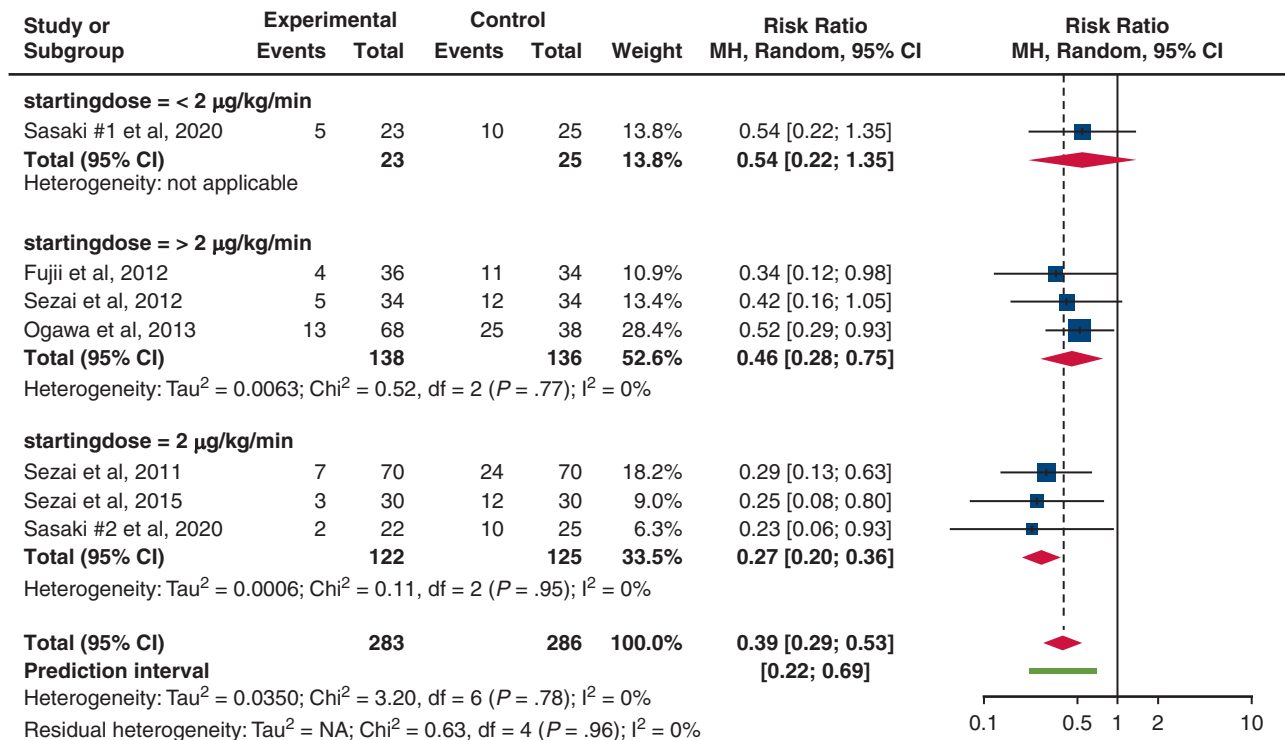 Study or Subgroup Experimental Events Total Control Events Total Weight Risk Ratio MH, Random, 95% CI Risk Ratio MH, Random, 95% CI
startingdose = < 2 μg/kg/min
Sasaki #1 et al, 2020 5 23 10 25 13.8% 0.54 [0.22; 1.35]
Total (95% CI) 23 25 13.8% 0.54 [0.22; 1.35]
Heterogeneity: not applicable
startingdose = > 2 μg/kg/min
Fujii et al, 2012 4 36 11 34 10.9% 0.34 [0.12; 0.98]
Sezai et al, 2012 5 34 12 34 13.4% 0.42 [0.16; 1.05]
Ogawa et al, 2013 13 68 25 38 28.4% 0.52 [0.29; 0.93]
Total (95% CI) 138 136 52.6% 0.46 [0.28; 0.75]
Heterogeneity: Tau² = 0.0063; Chi² = 0.52, df = 2 (P = .77); I² = 0%
startingdose = 2 μg/kg/min
Sezai et al, 2011 7 70 24 70 18.2% 0.29 [0.13; 0.63]
Sezai et al, 2015 3 30 12 30 9.0% 0.25 [0.08; 0.80]
Sasaki #2 et al, 2020 2 22 10 25 6.3% 0.23 [0.06; 0.93]
Total (95% CI) 122 125 33.5% 0.27 [0.20; 0.36]
Heterogeneity: Tau² = 0.0006; Chi² = 0.11, df = 2 (P = .95); I² = 0%
Total (95% CI) 283 286 100.0% 0.39 [0.29; 0.53]
Prediction interval [0.22; 0.69]
Heterogeneity: Tau² = 0.0350; Chi² = 3.20, df = 6 (P = .78); I² = 0%
Residual heterogeneity: Tau² = NA; Chi² = 0.63, df = 4 (P = .96); I² = 0%
0.1 0.5 1 2 10